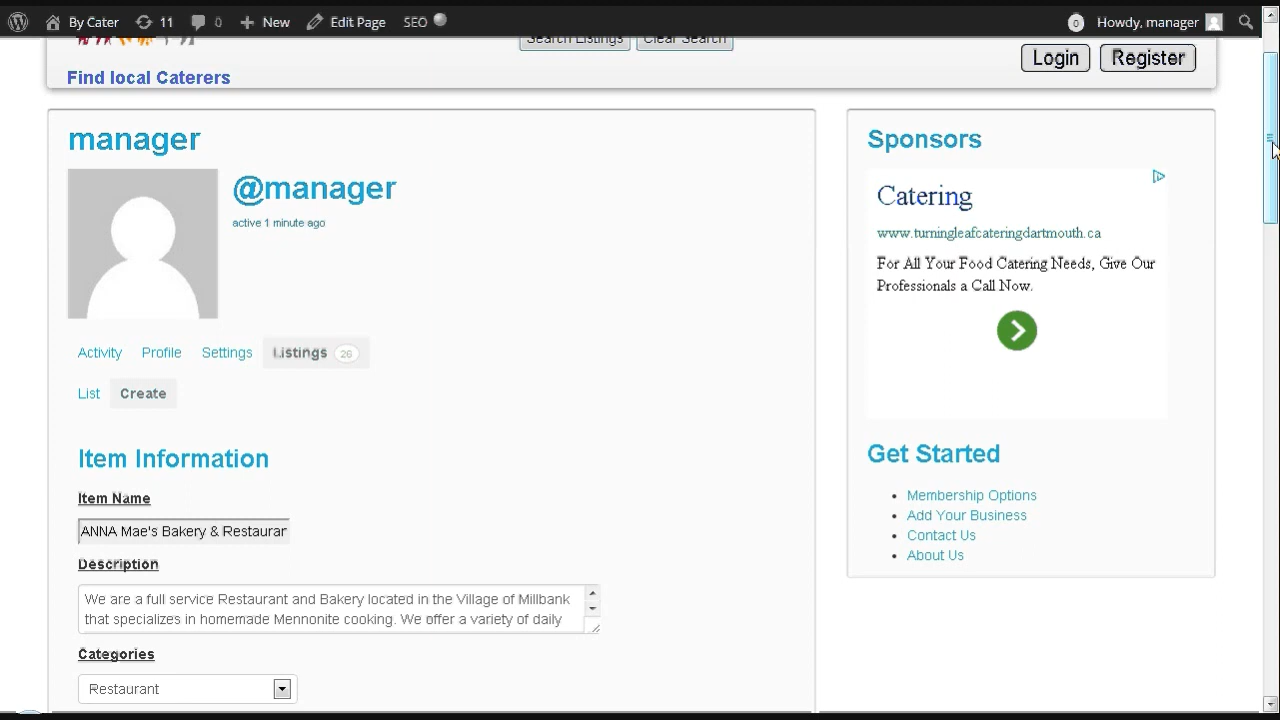 By Cater 11 0 New Edit Page SEO 0 Howdy, manager
Search Listings Clear Search
Login Register
Find local Caterers
manager
@manager
active 1 minute ago
Activity Profile Settings Listings 26
List Create
Item Information
Item Name
ANNA Mae's Bakery & Restauran
Description
We are a full service Restaurant and Bakery located in the Village of Millbank
that specializes in homemade Mennonite cooking. We offer a variety of daily
Categories
Restaurant
Sponsors
Catering
www.turningleafcateringdartmouth.ca
For All Your Food Catering Needs, Give Our
Professionals a Call Now.
Get Started
Membership Options
Add Your Business
Contact Us
About Us